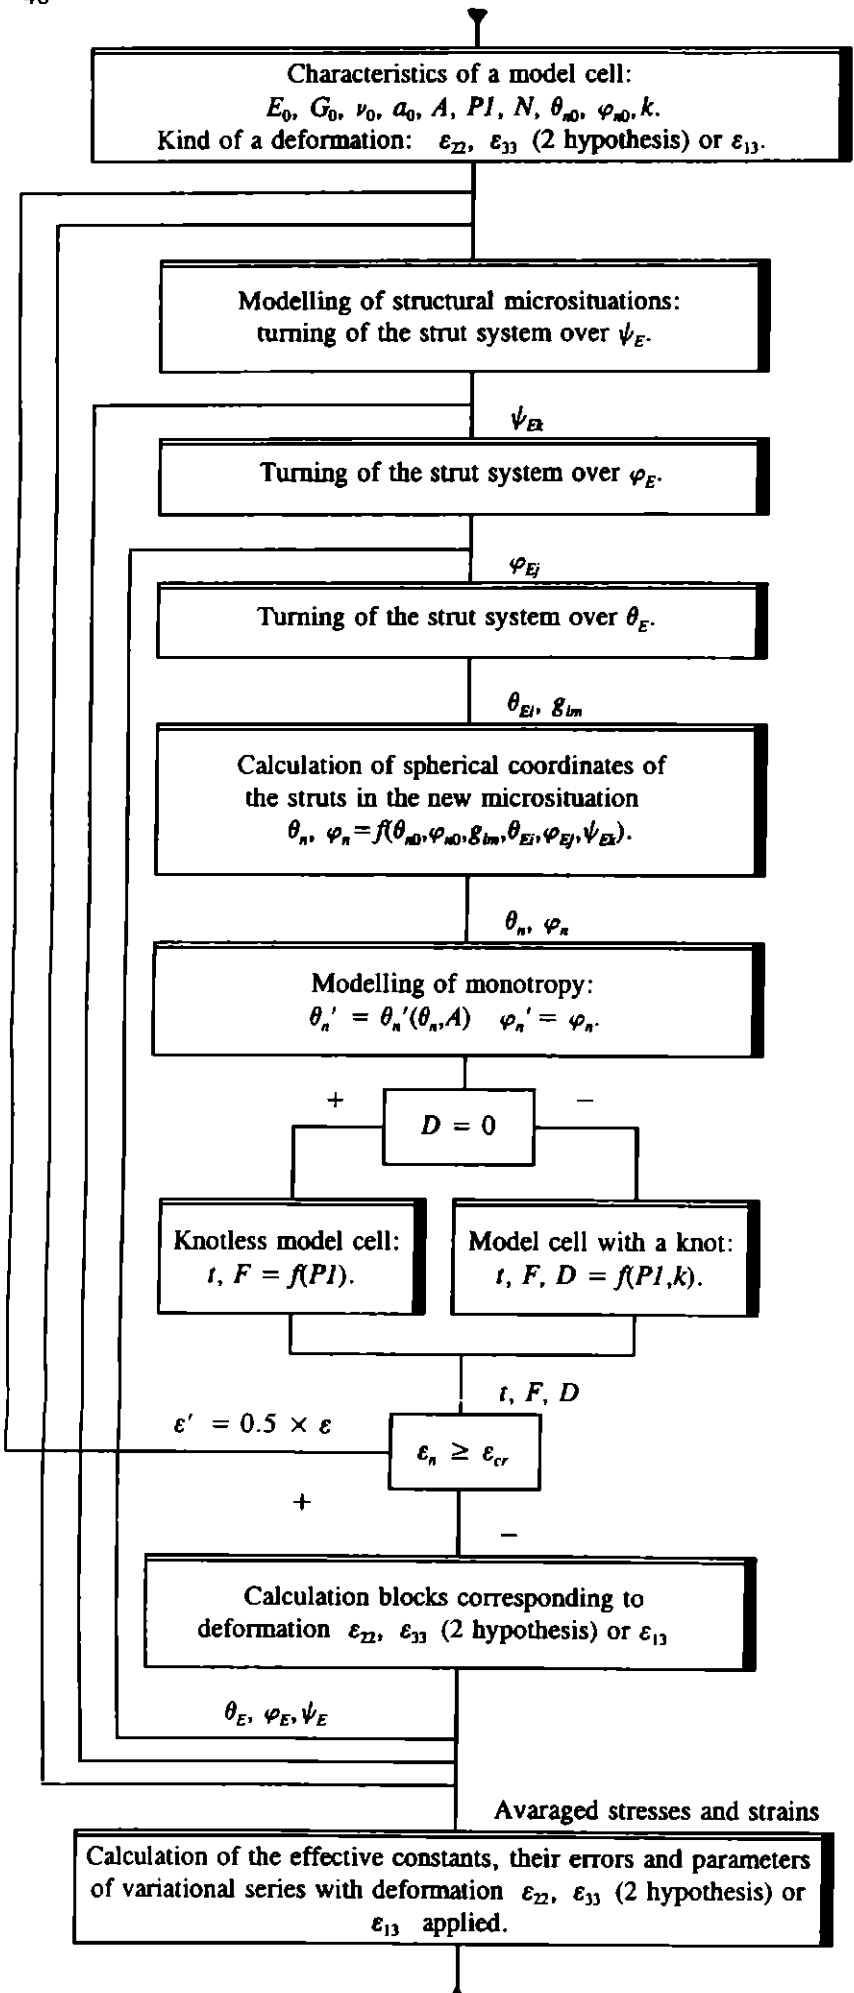 Characteristics of a model cell:
E₀, G₀, ν₀, a₀, A, P1, N, θₙ₀, φₙ₀, k.
Kind of a deformation: ε₂₂, ε₃₃ (2 hypothesis) or ε₁₃.
Modelling of structural microsituations:
turning of the strut system over ψ_E.
ψ_Ek
Turning of the strut system over φ_E.
φ_Ej
Turning of the strut system over θ_E.
θ_Ei, g_lm
Calculation of spherical coordinates of
the struts in the new microsituation
θₙ, φₙ=f(θₙ₀,φₙ₀,g_lm,θ_Ei,φ_Ej,ψ_Ek).
θₙ, φₙ
Modelling of monotropy:
θₙ' = θₙ'(θₙ,A) φₙ' = φₙ.
+ −
D = 0
Knotless model cell:
t, F = f(P1).
Model cell with a knot:
t, F, D = f(P1,k).
t, F, D
ε' = 0.5 × ε
εₙ ≥ ε_cr
+
−
Calculation blocks corresponding to
deformation ε₂₂, ε₃₃ (2 hypothesis) or ε₁₃
θ_E, φ_E, ψ_E
Avaraged stresses and strains
Calculation of the effective constants, their errors and parameters
of variational series with deformation ε₂₂, ε₃₃ (2 hypothesis) or
ε₁₃ applied.